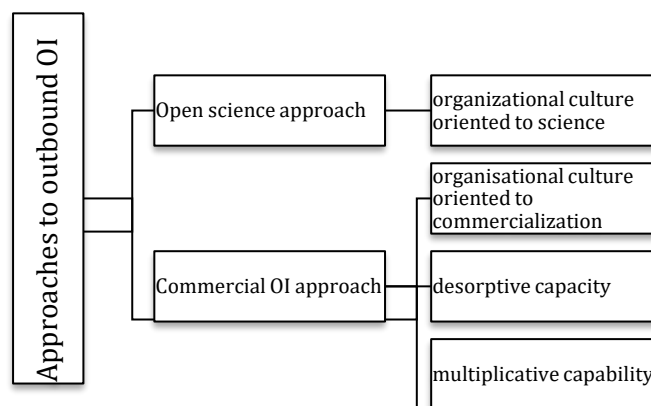 Approaches to outbound OI
Open science approach
organizational culture
oriented to science
organisational culture
oriented to
commercialization
Commercial OI approach
desorptive capacity
multiplicative capability